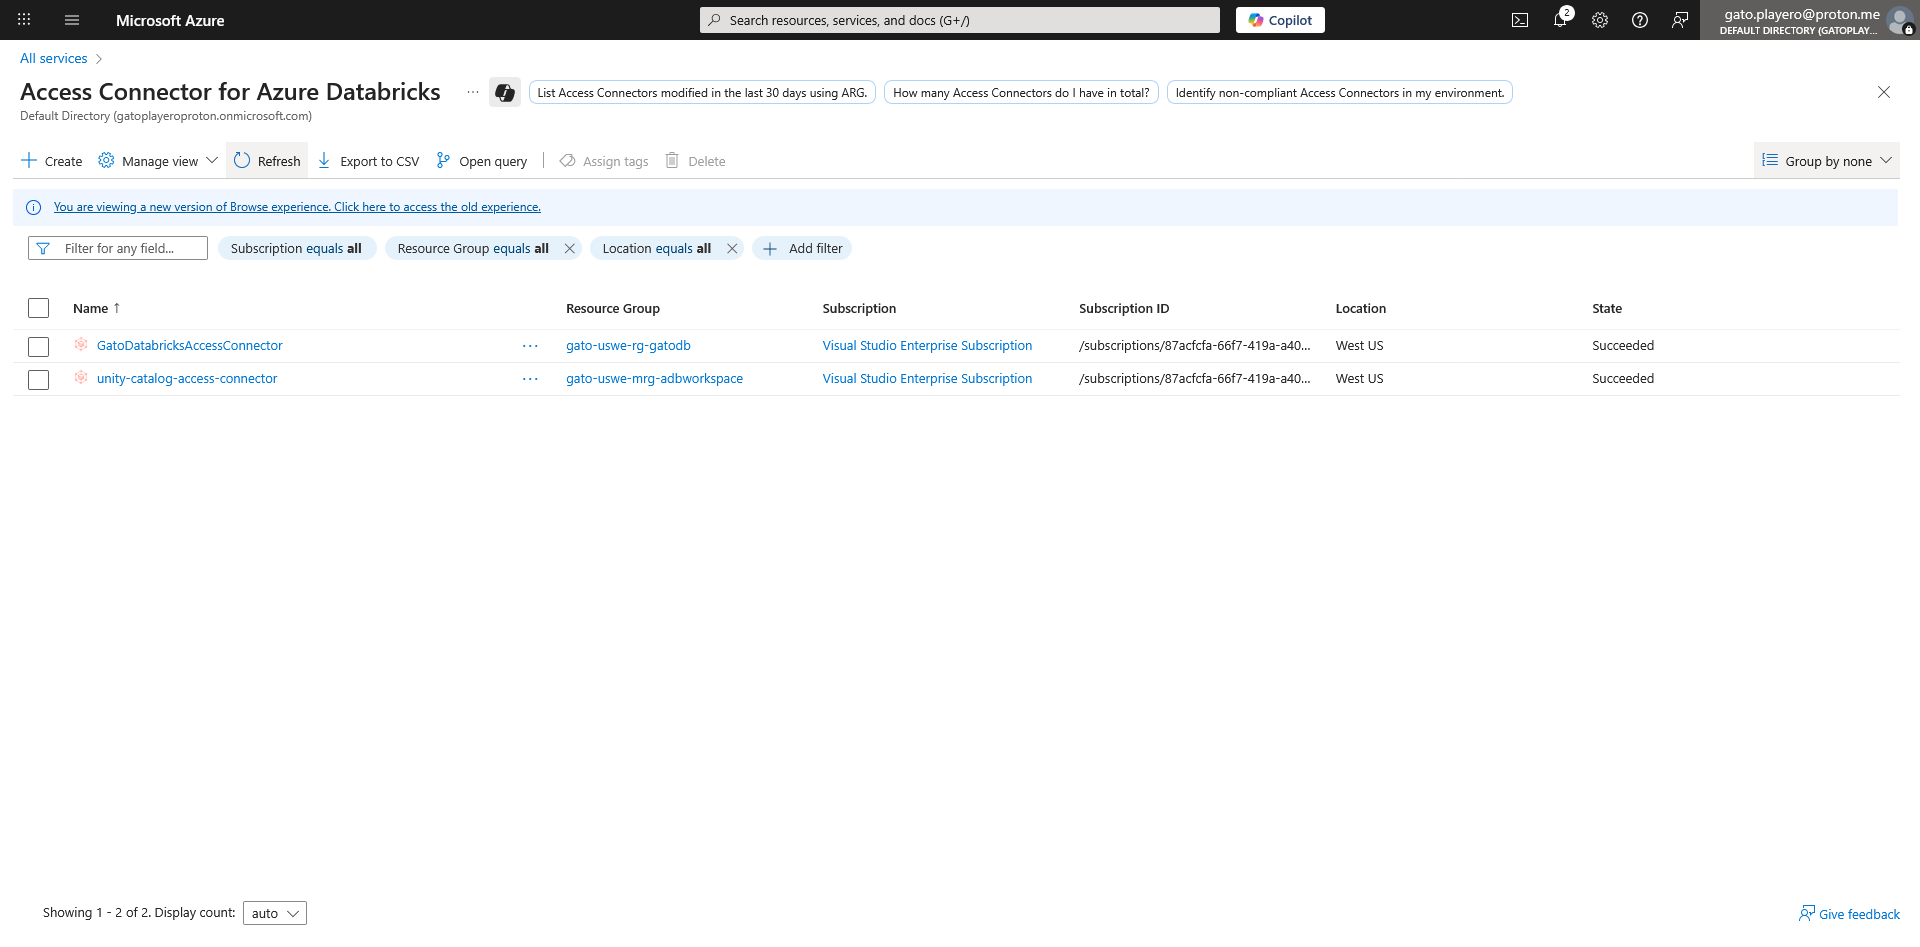 Microsoft Azure
Search resources, services, and docs (G+/)
Copilot
2
gato.playero@proton.me
DEFAULT DIRECTORY (GATOPLAY...
All services
Access Connector for Azure Databricks
...
List Access Connectors modified in the last 30 days using ARG.
How many Access Connectors do I have in total?
Identify non-compliant Access Connectors in my environment.
Default Directory (gatoplayeroproton.onmicrosoft.com)
Create
Manage view
Refresh
Export to CSV
Open query
Assign tags
Delete
Group by none
You are viewing a new version of Browse experience. Click here to access the old experience.
Filter for any field...
Subscription equals all
Resource Group equals all
Location equals all
Add filter
Name ↑ Resource Group Subscription Subscription ID Location State
GatoDatabricksAccessConnector ... gato-uswe-rg-gatodb Visual Studio Enterprise Subscription /subscriptions/87acfcfa-66f7-419a-a40... West US Succeeded
unity-catalog-access-connector ... gato-uswe-mrg-adbworkspace Visual Studio Enterprise Subscription /subscriptions/87acfcfa-66f7-419a-a40... West US Succeeded
Showing 1 - 2 of 2. Display count: auto
Give feedback